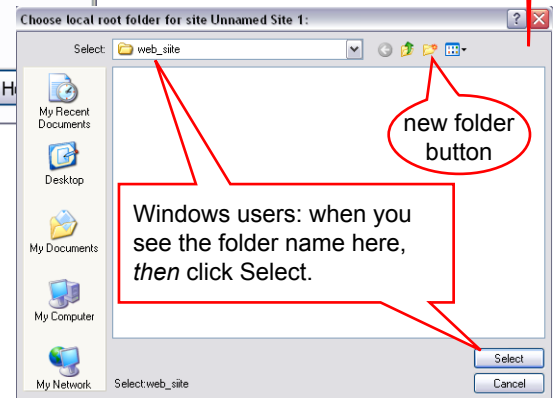 Choose local root folder for site Unnamed Site 1:
Select: web_siite
H
My Recent
Documents
new folder
button
Desktop
Windows users: when you
see the folder name here,
then click Select.
My Documents
My Computer
My Network
Select:web_siite
Select
Cancel